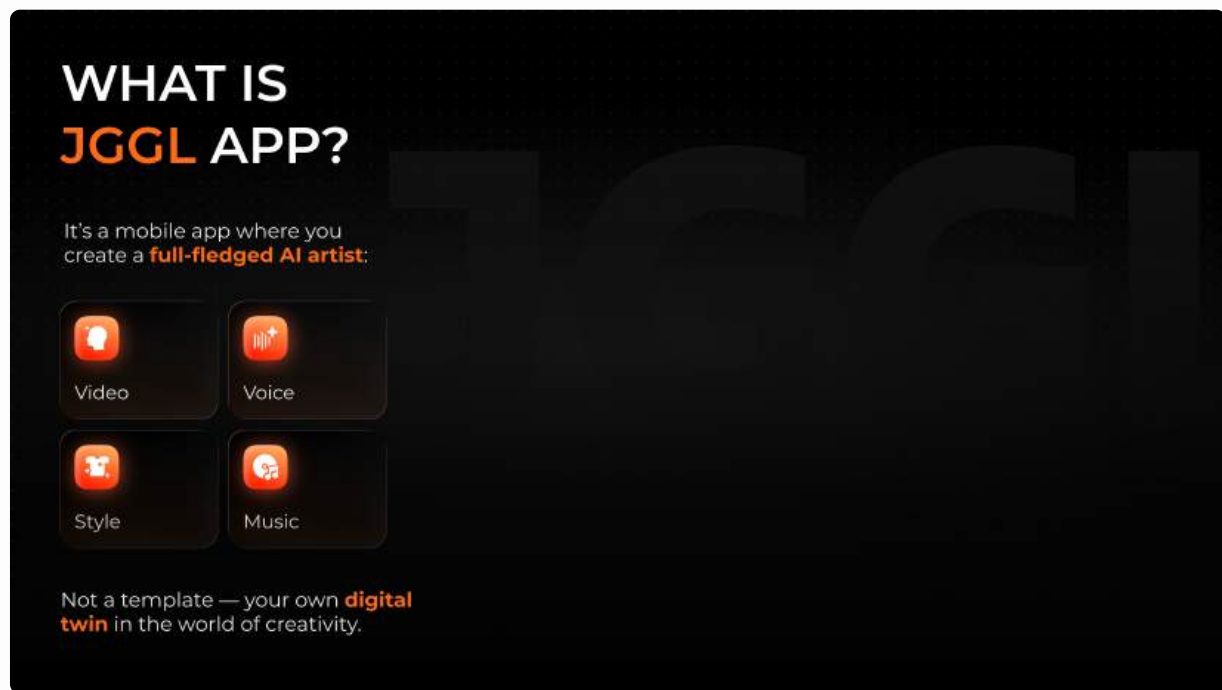 WHAT IS
JGGL APP?
It's a mobile app where you
create a full-fledged AI artist:
Video
Voice
Style
Music
Not a template — your own digital
twin in the world of creativity.
JGGL